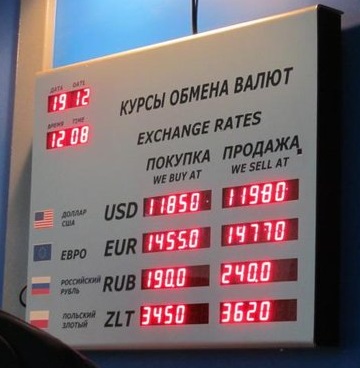 ДАТА DATE
19 12
ВРЕМЯ TIME
12 08
КУРСЫ ОБМЕНА ВАЛЮТ
EXCHANGE RATES
ПОКУПКА ПРОДАЖА
WE BUY AT WE SELL AT
ДОЛЛАР США USD 11850 11980
ЕВРО EUR 14550 14770
РОССИЙСКИЙ РУБЛЬ RUB 190.0 240.0
ПОЛЬСКИЙ ЗЛОТЫЙ ZLT 3450 3620